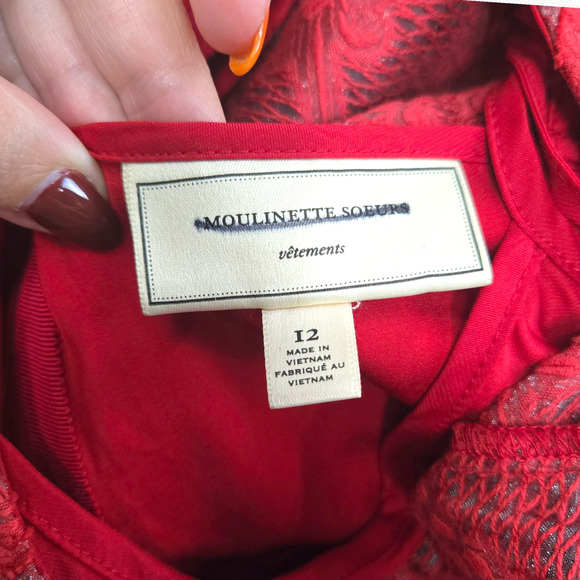 MOULINETTE SOEURS
vêtements
12
MADE IN
VIETNAM
FABRIQUÉ AU
VIETNAM